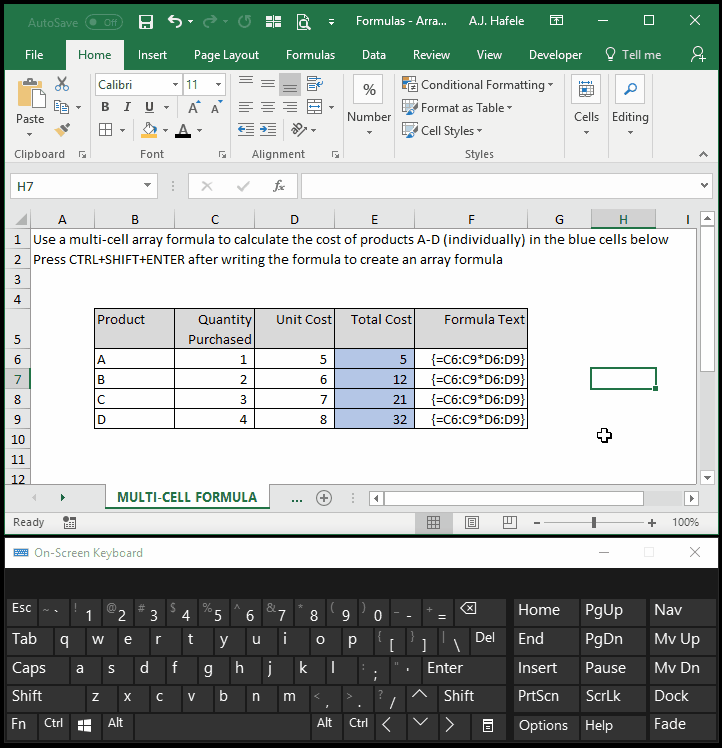 AutoSave Off Formulas - Arra... A.J. Hafele
File Home Insert Page Layout Formulas Data Review View Developer Tell me
Paste Calibri 11 % Conditional Formatting
B I U A A Number Format as Table Cells Editing
A Cell Styles
Clipboard Font Alignment Styles
H7 fx
A B C D E F G H I
1 Use a multi-cell array formula to calculate the cost of products A-D (individually) in the blue cells below
2 Press CTRL+SHIFT+ENTER after writing the formula to create an array formula
3
4
5 Product Quantity Purchased Unit Cost Total Cost Formula Text
6 A 1 5 5 {=C6:C9*D6:D9}
7 B 2 6 12 {=C6:C9*D6:D9}
8 C 3 7 21 {=C6:C9*D6:D9}
9 D 4 8 32 {=C6:C9*D6:D9}
10
11
12
MULTI-CELL FORMULA ...
Ready 100%
On-Screen Keyboard
Esc ~ ` ! 1 @ 2 # 3 $ 4 % 5 ^ 6 & 7 * 8 ( 9 ) 0 _ - + = Home PgUp Nav
Tab q w e r t y u i o p { [ } ] | \ Del End PgDn Mv Up
Caps a s d f g h j k l : ; " ' Enter Insert Pause Mv Dn
Shift z x c v b n m < , > . ? / Shift PrtScn ScrLk Dock
Fn Ctrl Alt Alt Ctrl Options Help Fade